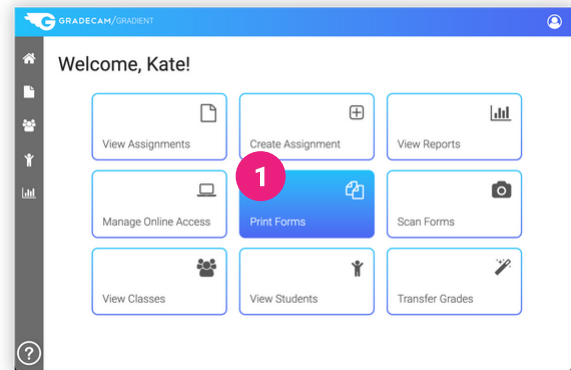 GRADECAM/GRADIENT
Welcome, Kate!
View Assignments
Create Assignment
View Reports
1
Manage Online Access
Print Forms
Scan Forms
View Classes
View Students
Transfer Grades
?